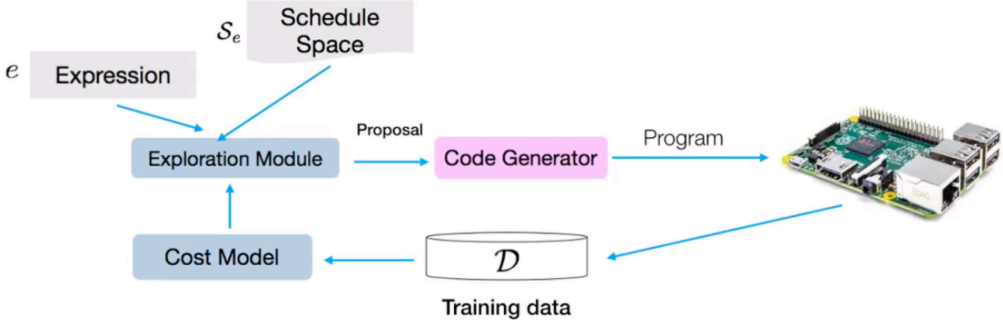 𝒮ₑ
Schedule
Space
e
Expression
Proposal
Program
Exploration Module
Code Generator
Cost Model
𝒟
Training data